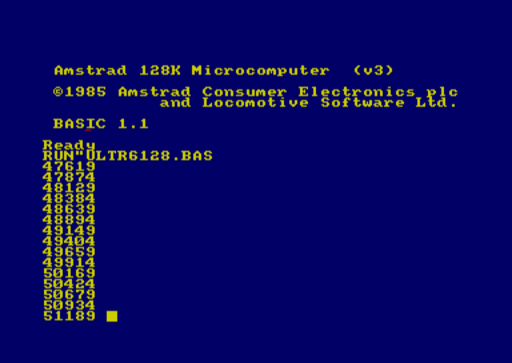 Amstrad 128K Microcomputer (v3)
©1985 Amstrad Consumer Electronics plc
and Locomotive Software Ltd.
BASIC 1.1
Ready
RUN"ULTR6128.BAS
47619
47874
48129
48384
48639
48894
49149
49404
49659
49914
50169
50424
50679
50934
51189